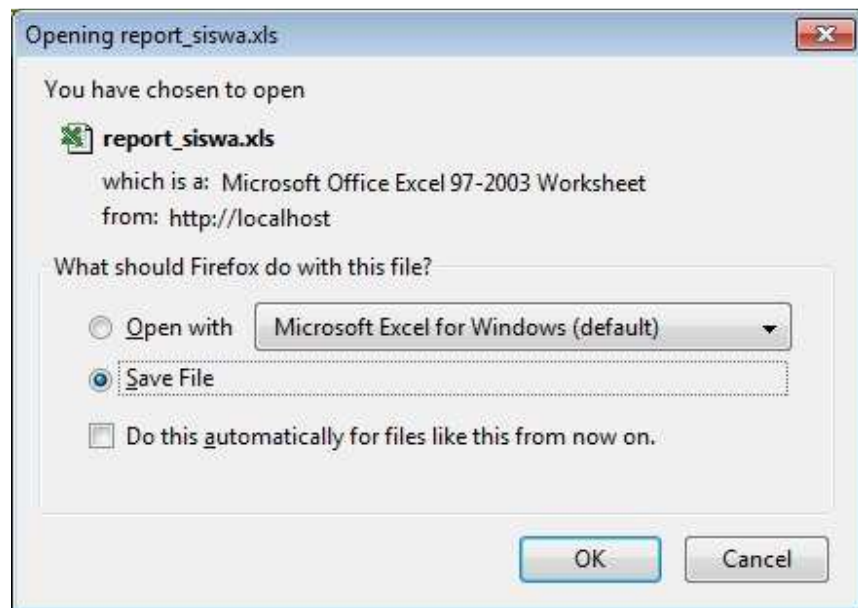 Opening report_siswa.xls
You have chosen to open
report_siswa.xls
which is a: Microsoft Office Excel 97-2003 Worksheet
from: http://localhost
What should Firefox do with this file?
Open with Microsoft Excel for Windows (default)
Save File
Do this automatically for files like this from now on.
OK Cancel